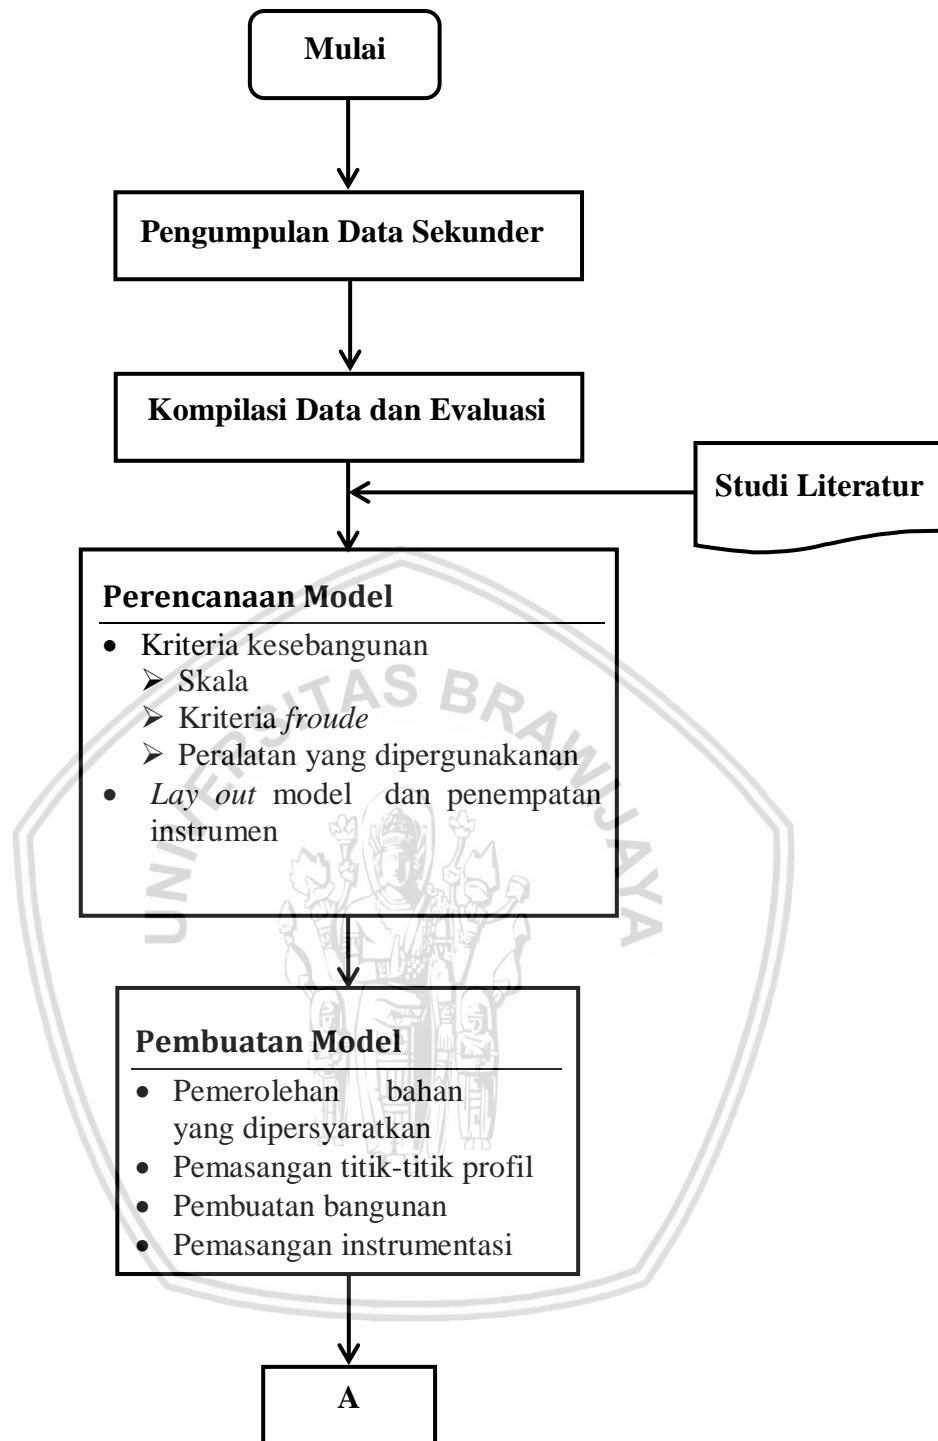 Mulai
Pengumpulan Data Sekunder
Kompilasi Data dan Evaluasi
Studi Literatur
Perencanaan Model
• Kriteria kesebangunan
➢ Skala
➢ Kriteria froude
➢ Peralatan yang dipergunakanan
• Lay out model dan penempatan
instrumen
UNIVERSITAS BRAWIJAYA
Pembuatan Model
• Pemerolehan bahan
yang dipersyaratkan
• Pemasangan titik-titik profil
• Pembuatan bangunan
• Pemasangan instrumentasi
A